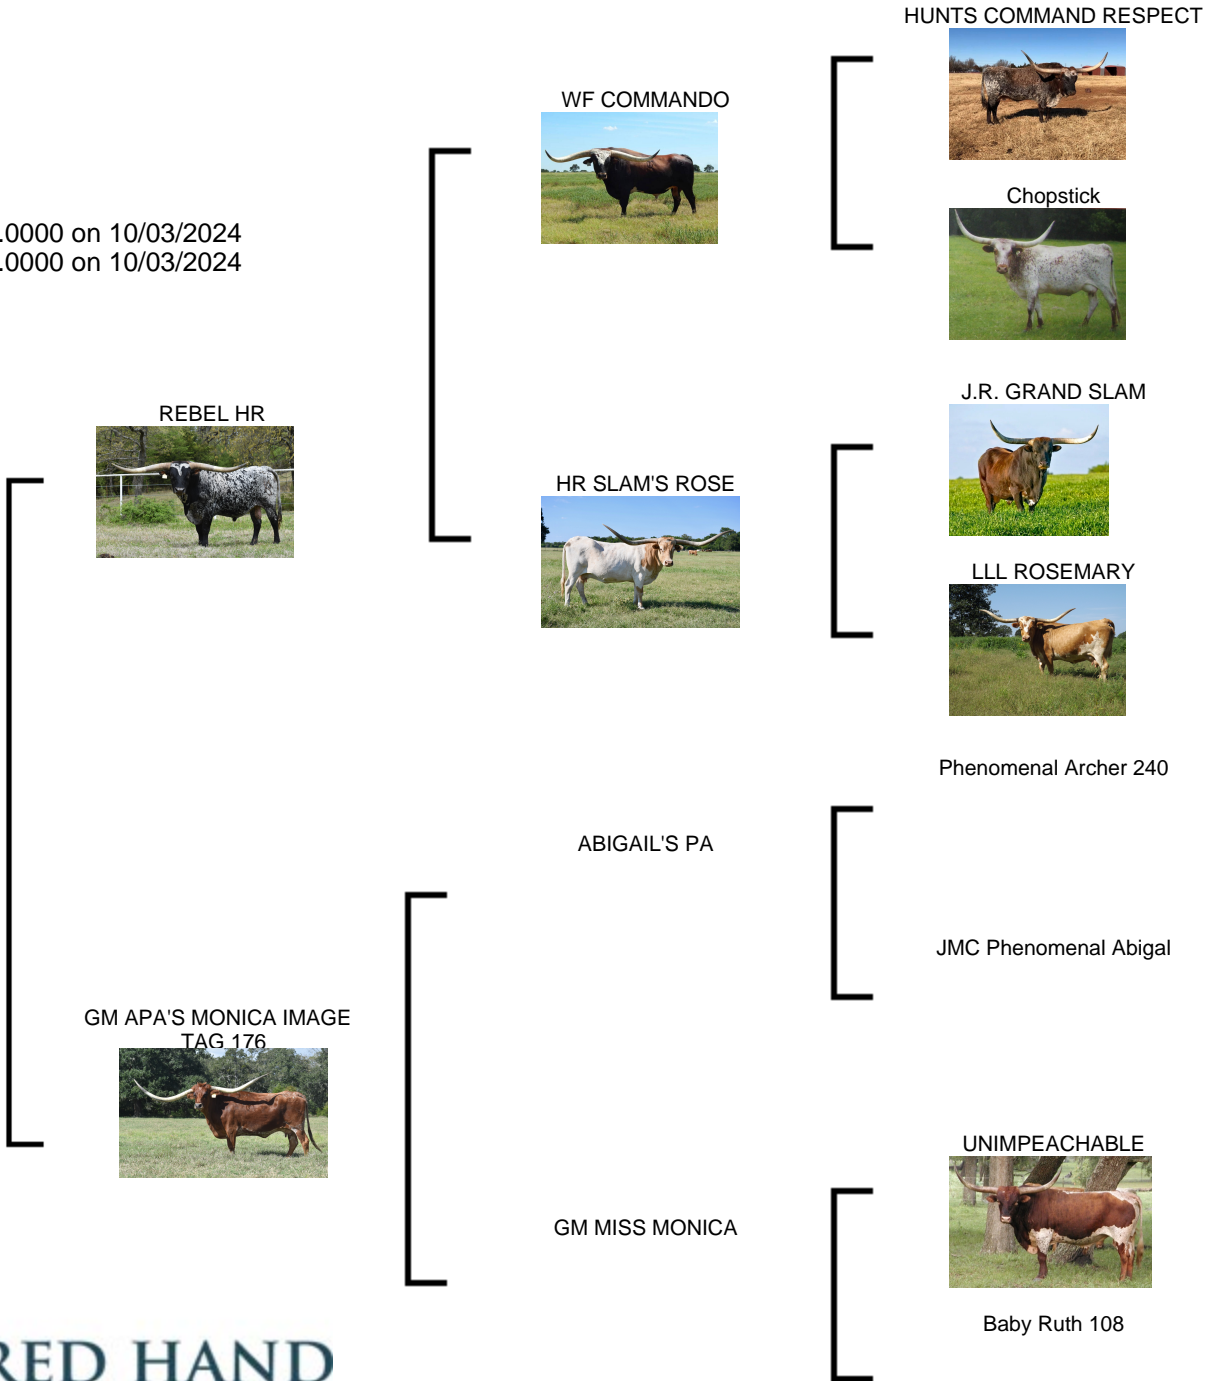 HUNTS COMMAND RESPECT
WF COMMANDO
Chopstick
.0000 on 10/03/2024
.0000 on 10/03/2024
J.R. GRAND SLAM
REBEL HR
HR SLAM'S ROSE
LLL ROSEMARY
Phenomenal Archer 240
ABIGAIL'S PA
JMC Phenomenal Abigal
GM APA'S MONICA IMAGE
TAG 176
UNIMPEACHABLE
GM MISS MONICA
Baby Ruth 108
RED HAND